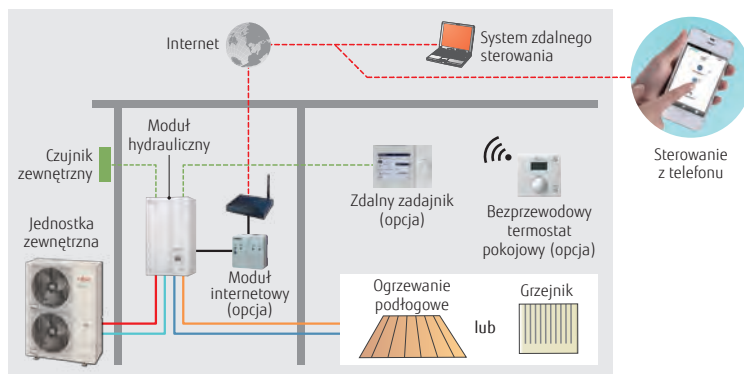 Internet
System zdalnego
sterowania
Moduł
hydrauliczny
Czujnik
zewnętrzny
Jednostka
zewnętrzna
Zdalny zadajnik
(opcja)
Bezprzewodowy
termostat
pokojowy (opcja)
Sterowanie
z telefonu
Moduł
internetowy
(opcja)
Ogrzewanie
podłogowe
lub
Grzejnik